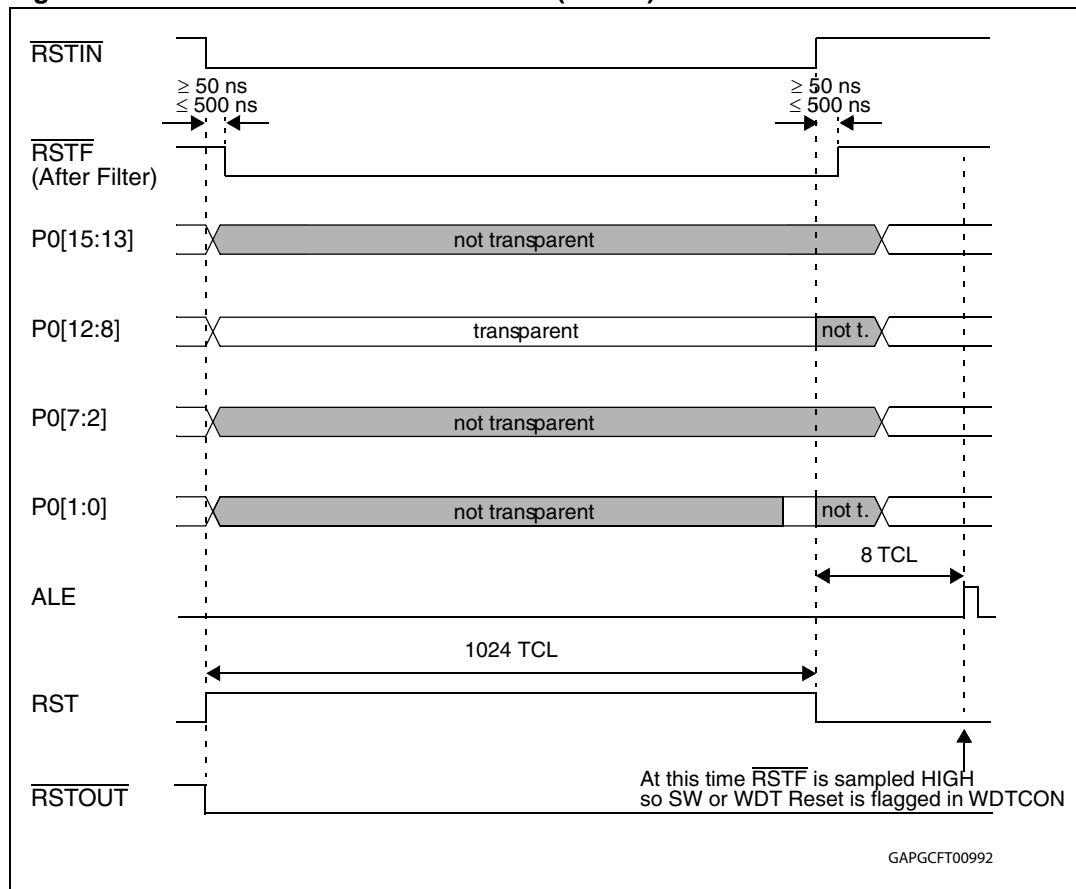 RSTIN
≥ 50 ns
≤ 500 ns
≥ 50 ns
≤ 500 ns
RSTF
(After Filter)
P0[15:13]
not transparent
P0[12:8]
transparent
not t.
P0[7:2]
not transparent
P0[1:0]
not transparent
not t.
8 TCL
ALE
1024 TCL
RST
At this time RSTF is sampled HIGH
so SW or WDT Reset is flagged in WDTCON
RSTOUT
GAPGCFT00992